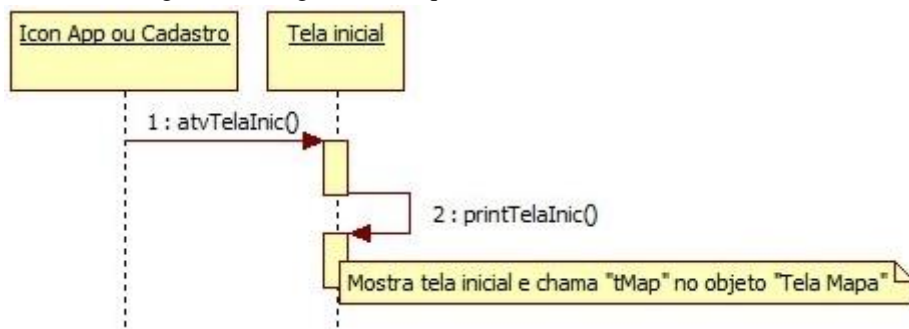 Icon App ou Cadastro
Tela inicial
1 : atvTelaInic()
2 : printTelaInic()
Mostra tela inicial e chama "tMap" no objeto "Tela Mapa"